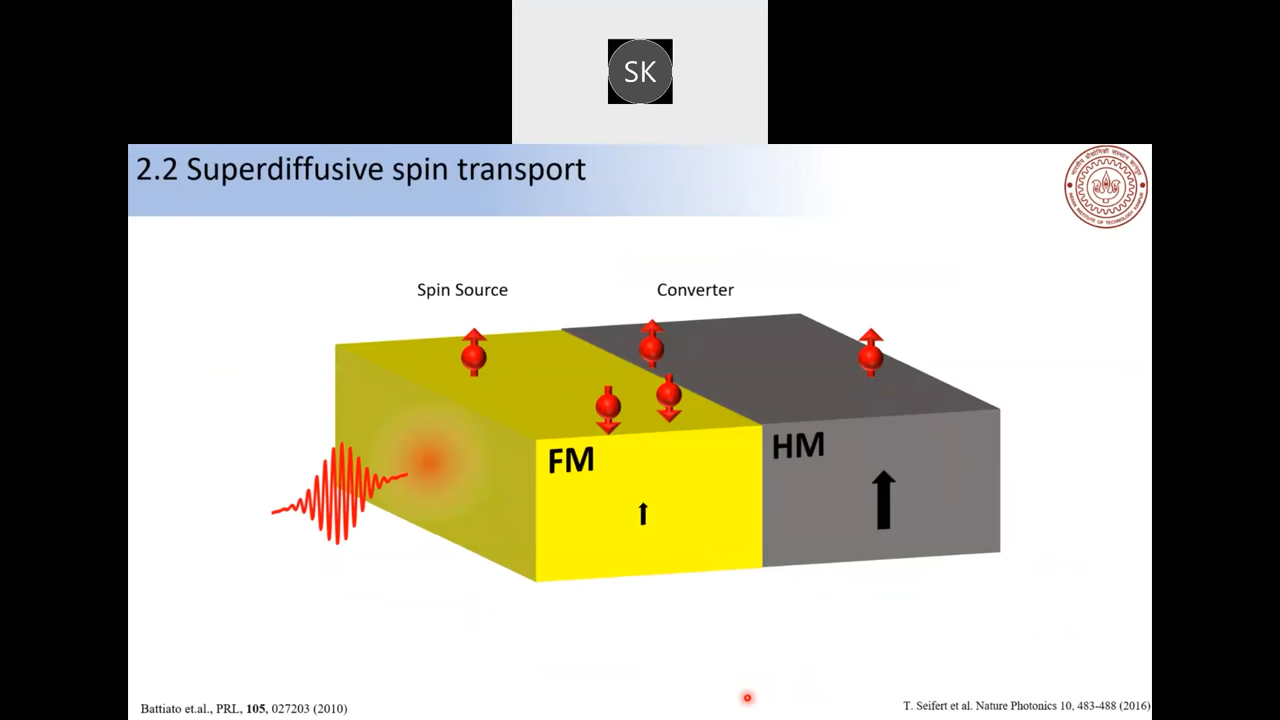 SK
2.2 Superdiffusive spin transport
Spin Source
Converter
FM
HM
Battiato et.al., PRL, 105, 027203 (2010)
T. Seifert et al. Nature Photonics 10, 483-488 (2016)